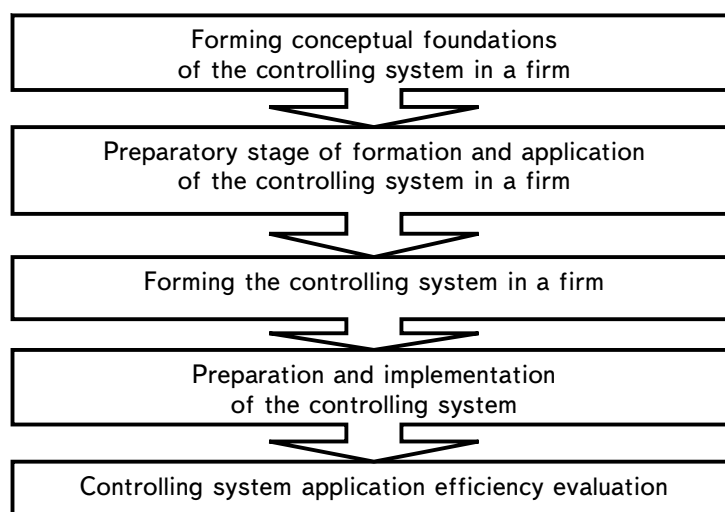 Forming conceptual foundations
of the controlling system in a firm
Preparatory stage of formation and application
of the controlling system in a firm
Forming the controlling system in a firm
Preparation and implementation
of the controlling system
Controlling system application efficiency evaluation